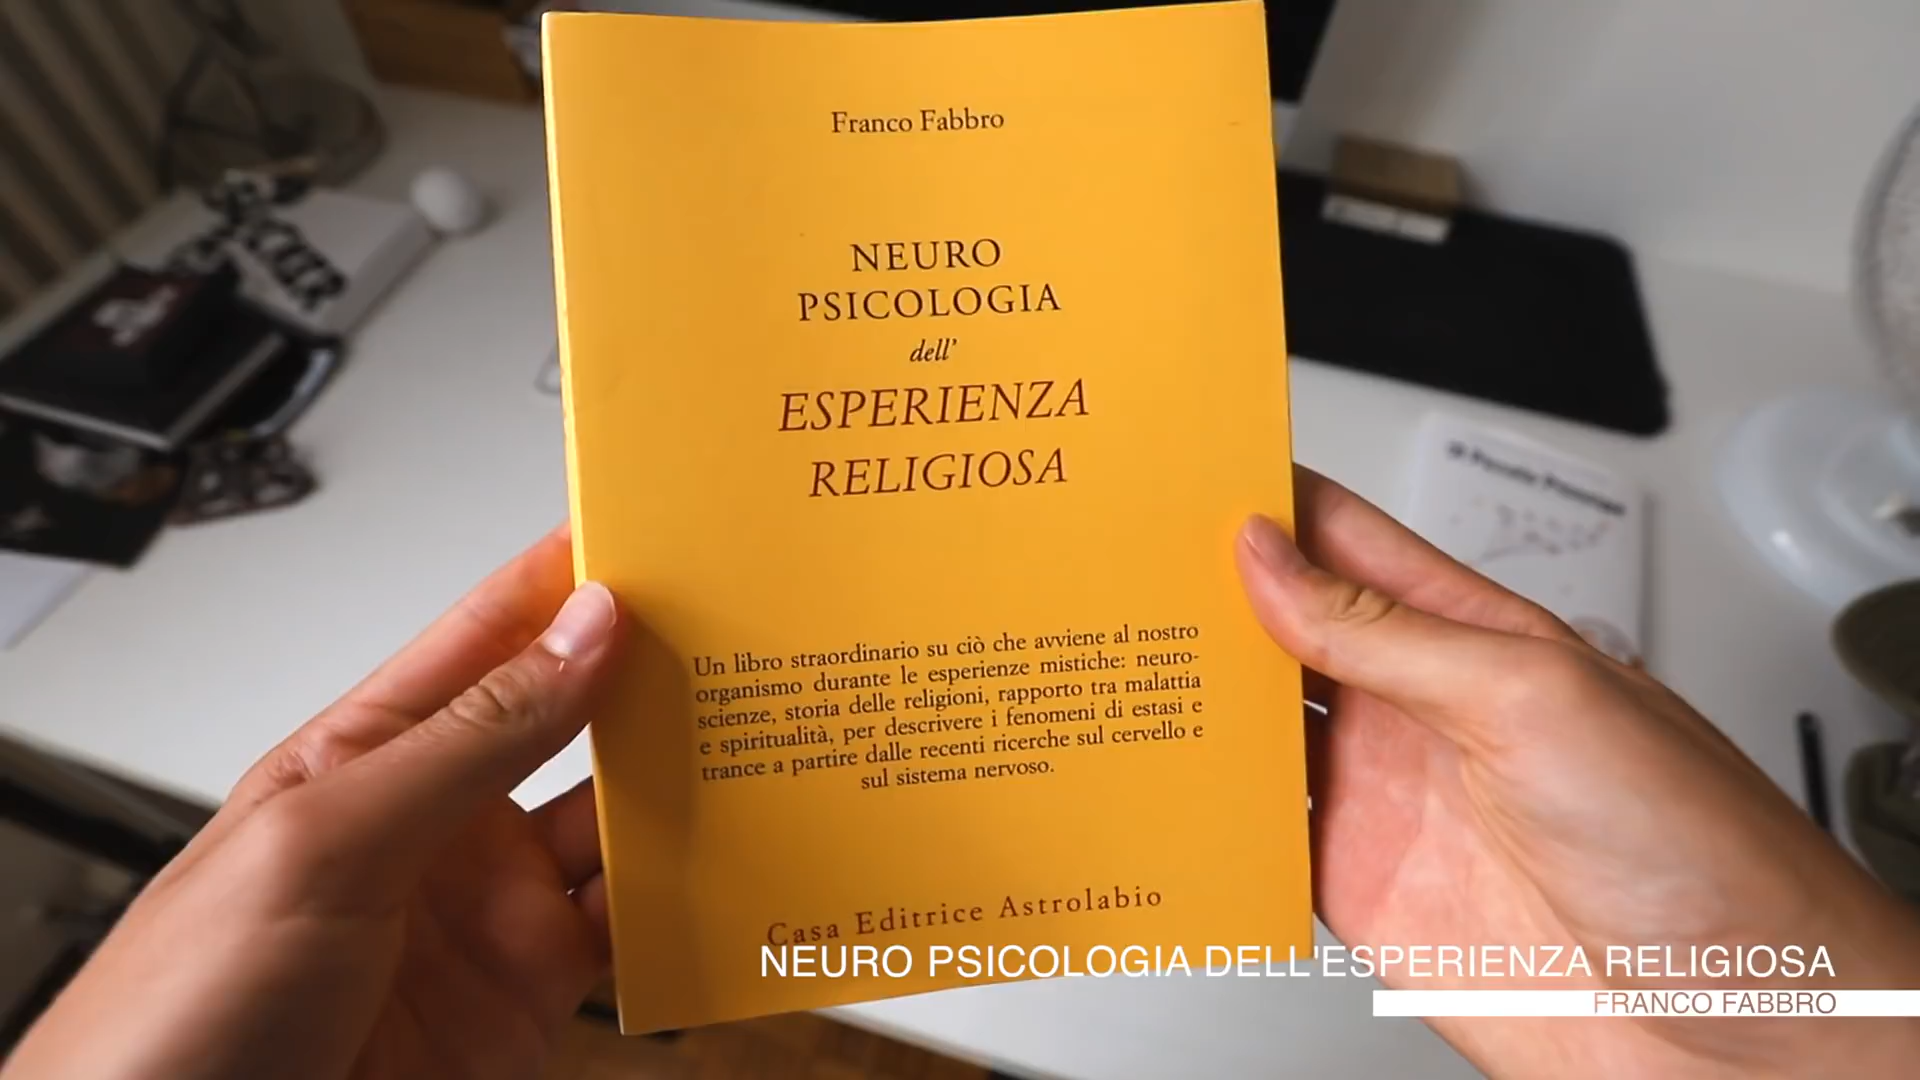 Franco Fabbro
NEURO
PSICOLOGIA
dell'
ESPERIENZA
RELIGIOSA
Un libro straordinario su ciò che avviene al nostro
organismo durante le esperienze mistiche: neuro-
scienze, storia delle religioni, rapporto tra malattia
e spiritualità, per descrivere i fenomeni di estasi e
trance a partire dalle recenti ricerche sul cervello e
sul sistema nervoso.
Casa Editrice Astrolabio
NEURO PSICOLOGIA DELL'ESPERIENZA RELIGIOSA
FRANCO FABBRO